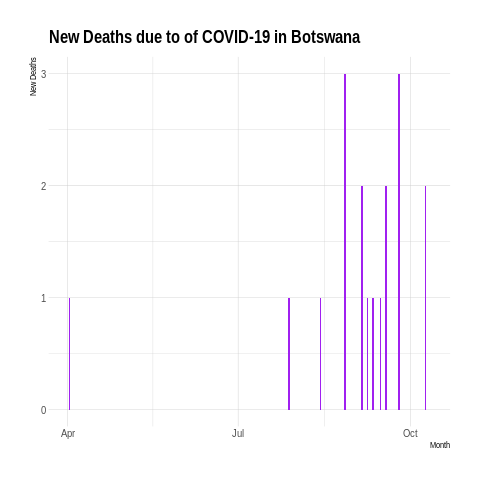 New Deaths due to of COVID-19 in Botswana
New Deaths
3
2
1
0
Apr
Jul
Oct
Month